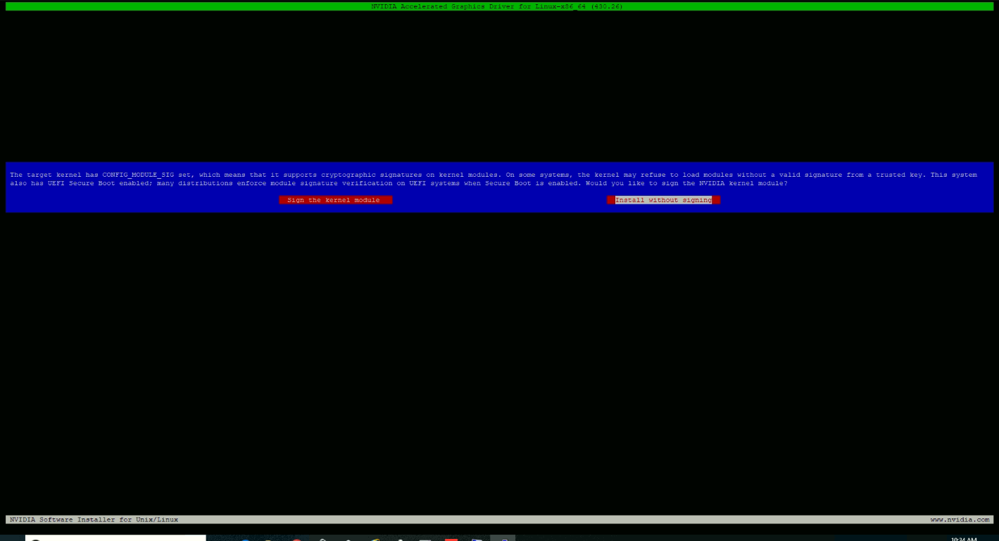 NVIDIA Accelerated Graphics Driver for Linux-x86_64 (430.26)
The target kernel has CONFIG_MODULE_SIG set, which means that it supports cryptographic signatures on kernel modules. On some systems, the kernel may refuse to load modules without a valid signature from a trusted key. This system
also has UEFI Secure Boot enabled; many distributions enforce module signature verification on UEFI systems when Secure Boot is enabled. Would you like to sign the NVIDIA kernel module?
Sign the kernel module Install without signing
NVIDIA Software Installer for Unix/Linux www.nvidia.com
10:34 AM